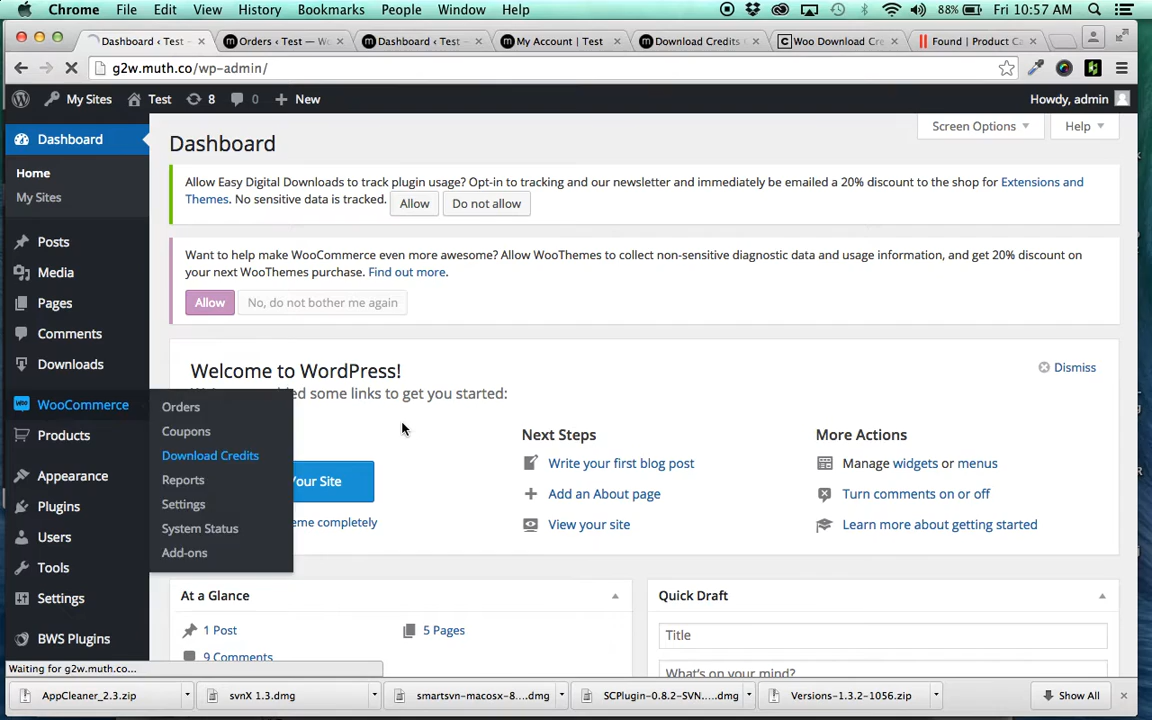 Chrome File Edit View History Bookmarks People Window Help 88% Fri 10:57 AM
Dashboard ‹ Test – Orders ‹ Test — Wo Dashboard ‹ Test – My Account | Test Download Credits Woo Download Cre Found | Product Ca
g2w.muth.co/wp-admin/
My Sites Test 8 0 New Howdy, admin
Dashboard
Home
My Sites
Posts
Media
Pages
Comments
Downloads
WooCommerce
Products
Appearance
Plugins
Users
Tools
Settings
BWS Plugins
Orders
Coupons
Download Credits
Reports
Settings
System Status
Add-ons
Screen Options Help
Dashboard
Allow Easy Digital Downloads to track plugin usage? Opt-in to tracking and our newsletter and immediately be emailed a 20% discount to the shop for Extensions and
Themes. No sensitive data is tracked. Allow Do not allow
Want to help make WooCommerce even more awesome? Allow WooThemes to collect non-sensitive diagnostic data and usage information, and get 20% discount on
your next WooThemes purchase. Find out more.
Allow No, do not bother me again
Welcome to WordPress!
Dismiss
some links to get you started:
Your Site
eme completely
Next Steps
Write your first blog post
Add an About page
View your site
More Actions
Manage widgets or menus
Turn comments on or off
Learn more about getting started
At a Glance
1 Post 5 Pages
9 Comments
Quick Draft
Title
What's on your mind?
Waiting for g2w.muth.co...
AppCleaner_2.3.zip svnX 1.3.dmg smartsvn-macosx-8....dmg SCPlugin-0.8.2-SVN....dmg Versions-1.3.2-1056.zip Show All